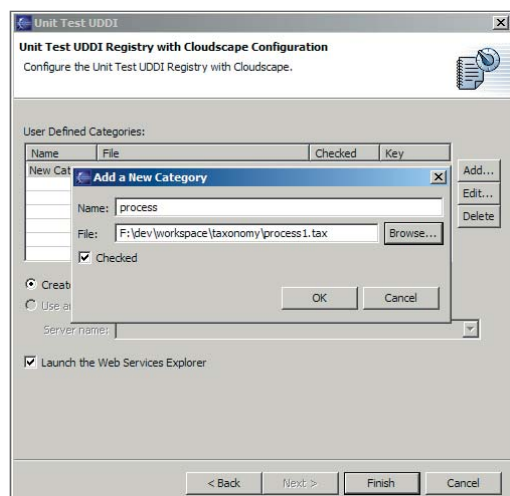 Unit Test UDDI
Unit Test UDDI Registry with Cloudscape Configuration
Configure the Unit Test UDDI Registry with Cloudscape.
User Defined Categories:
Name File Checked Key
New Cat
Add...
Edit...
Delete
Add a New Category
Name: process
File: F:\dev\workspace\taxonomy\process1.tax Browse...
Checked
OK Cancel
Creat
Use a
Server name:
Launch the Web Services Explorer
< Back Next > Finish Cancel